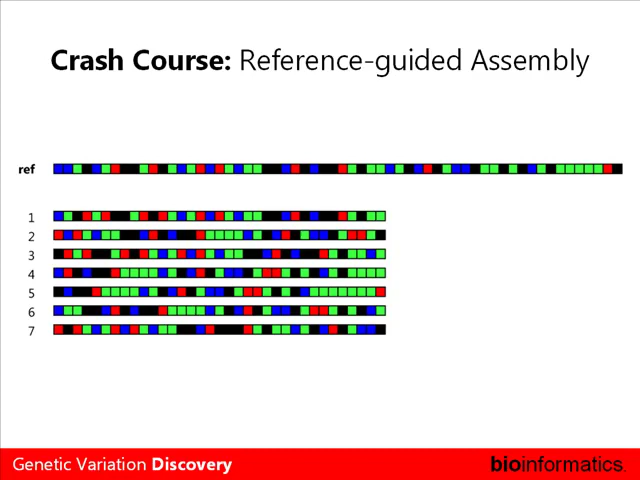 Crash Course: Reference-guided Assembly
ref
1
2
3
4
5
6
7
Genetic Variation Discovery
bioinformatics.